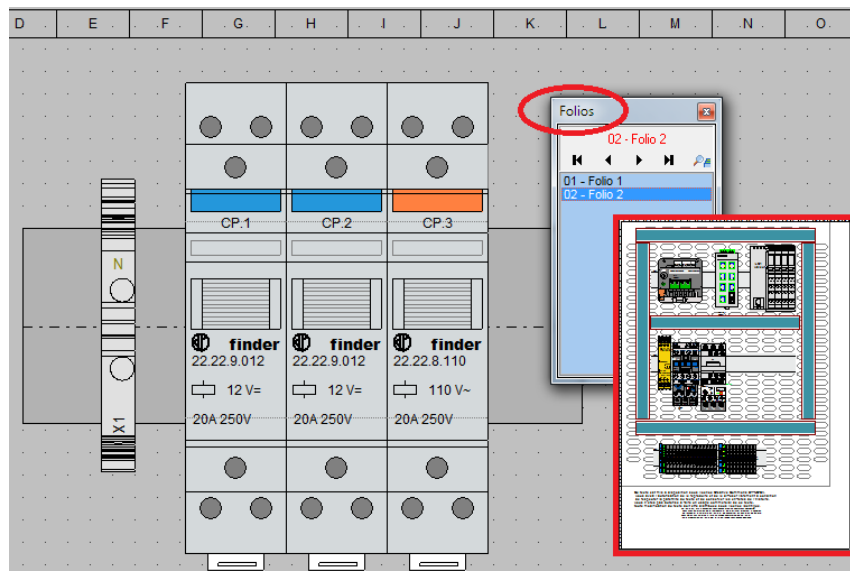 D E F G H I J K L M N O
Folios
02 - Folio 2
01 - Folio 1
02 - Folio 2
CP.1 CP.2 CP.3
N
X1
finder finder finder
22.22.9.012 22.22.9.012 22.22.8.110
12 V= 12 V= 110 V~
20A 250V 20A 250V 20A 250V